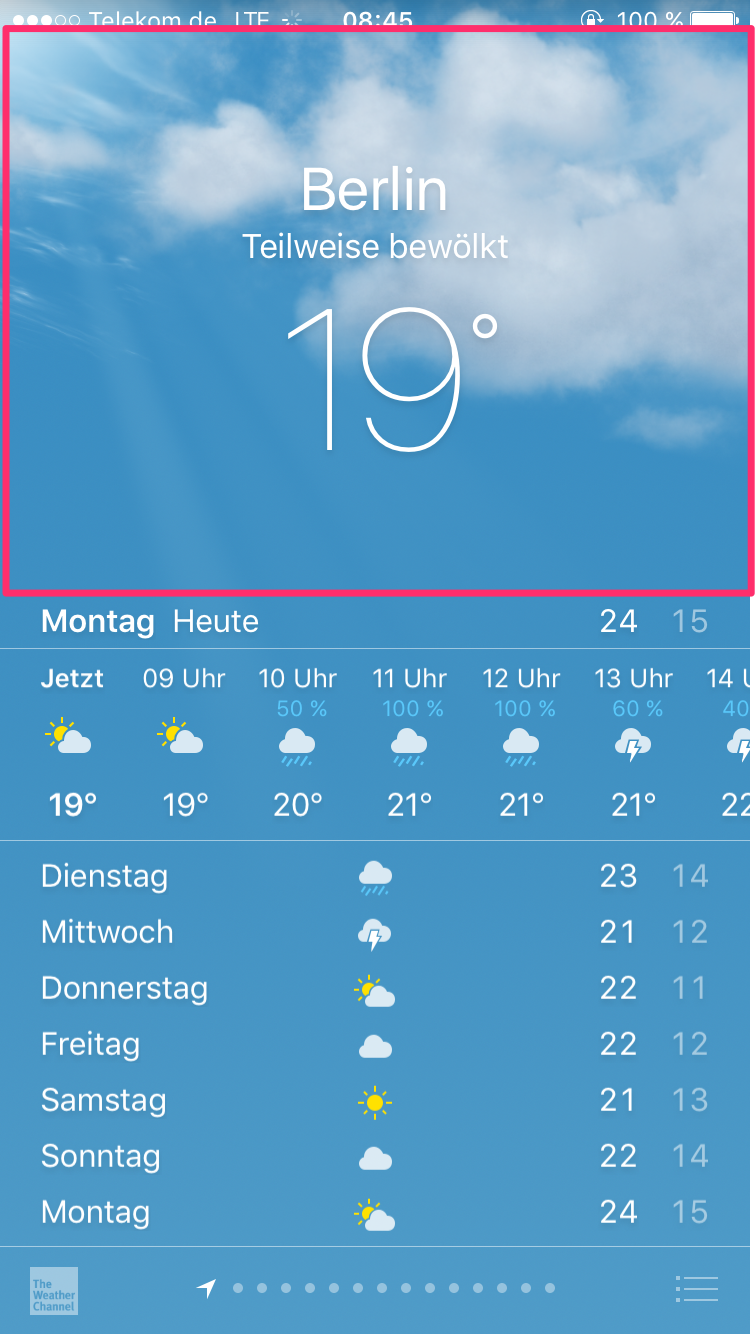 Telekom.de LTE 08:45 100 %
Berlin
Teilweise bewölkt
19°
Montag Heute 24 15
Jetzt 09 Uhr 10 Uhr 11 Uhr 12 Uhr 13 Uhr 14
50 % 100 % 100 % 60 % 40
19° 19° 20° 21° 21° 21° 22
Dienstag 23 14
Mittwoch 21 12
Donnerstag 22 11
Freitag 22 12
Samstag 21 13
Sonntag 22 14
Montag 24 15
The
Weather
Channel